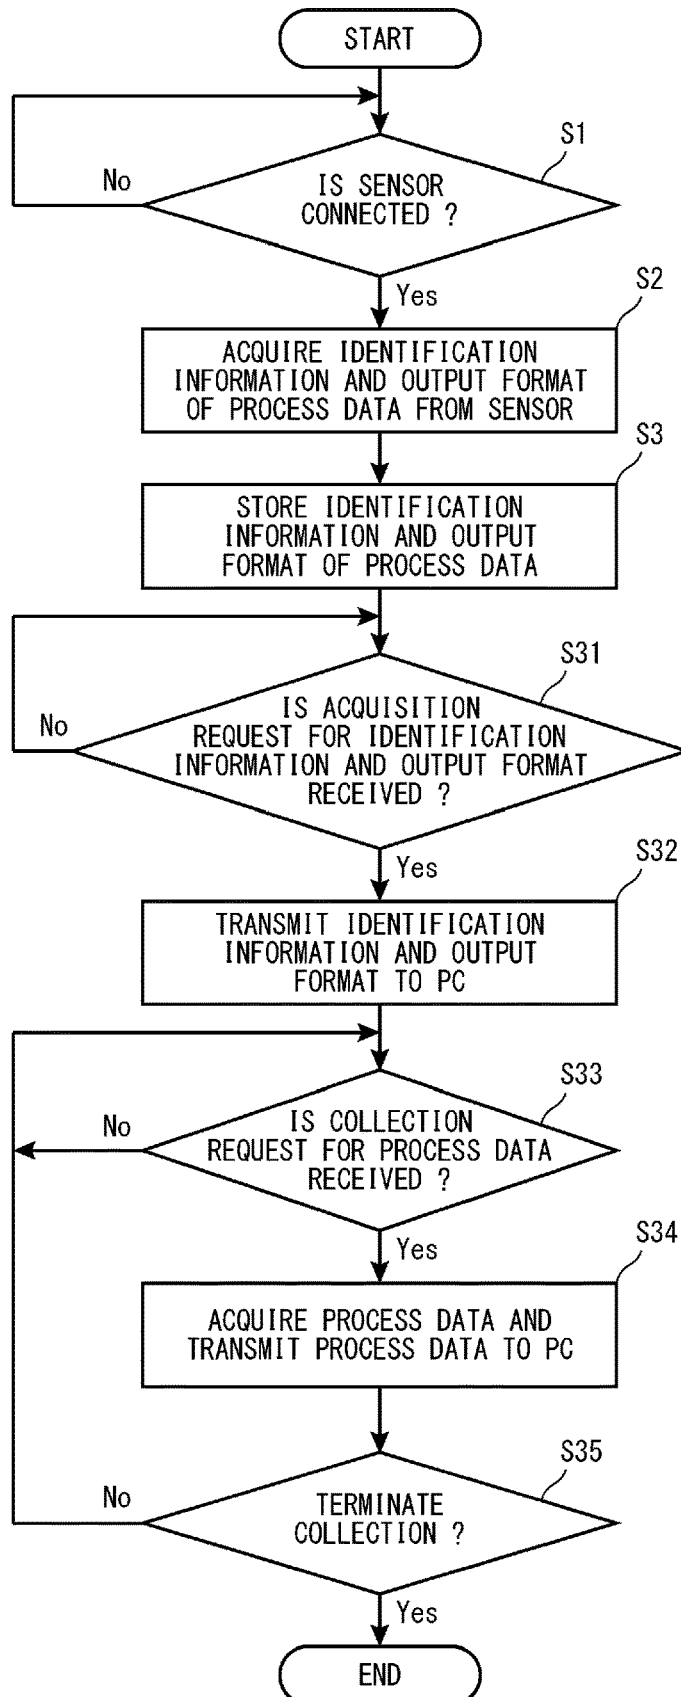 START
S1
No
IS SENSOR
CONNECTED ?
Yes
S2
ACQUIRE IDENTIFICATION
INFORMATION AND OUTPUT FORMAT
OF PROCESS DATA FROM SENSOR
S3
STORE IDENTIFICATION
INFORMATION AND OUTPUT
FORMAT OF PROCESS DATA
S31
No
IS ACQUISITION
REQUEST FOR IDENTIFICATION
INFORMATION AND OUTPUT FORMAT
RECEIVED ?
Yes
S32
TRANSMIT IDENTIFICATION
INFORMATION AND OUTPUT
FORMAT TO PC
S33
No
IS COLLECTION
REQUEST FOR PROCESS DATA
RECEIVED ?
Yes
S34
ACQUIRE PROCESS DATA AND
TRANSMIT PROCESS DATA TO PC
S35
No
TERMINATE
COLLECTION ?
Yes
END